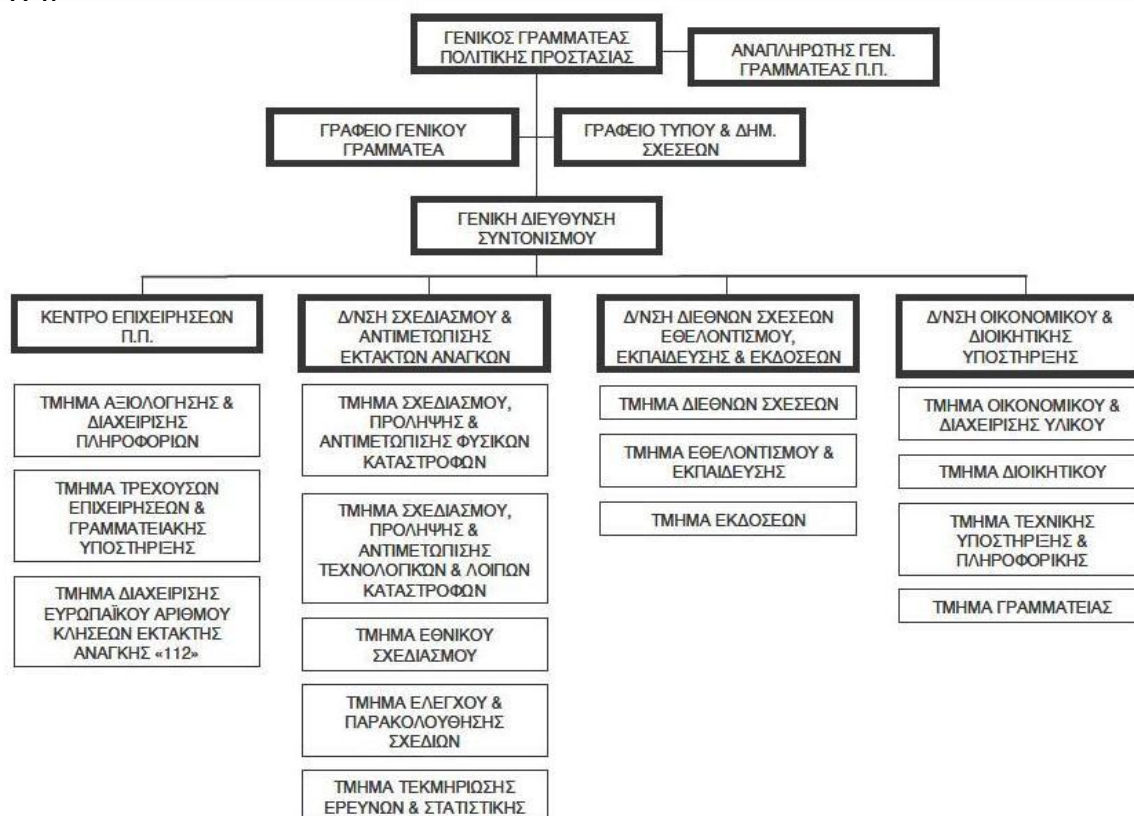 ΓΕΝΙΚΟΣ ΓΡΑΜΜΑΤΕΑΣ
ΠΟΛΙΤΙΚΗΣ ΠΡΟΣΤΑΣΙΑΣ
ΑΝΑΠΛΗΡΩΤΗΣ ΓΕΝ.
ΓΡΑΜΜΑΤΕΑΣ Π.Π.
ΓΡΑΦΕΙΟ ΓΕΝΙΚΟΥ
ΓΡΑΜΜΑΤΕΑ
ΓΡΑΦΕΙΟ ΤΥΠΟΥ & ΔΗΜ.
ΣΧΕΣΕΩΝ
ΓΕΝΙΚΗ ΔΙΕΥΘΥΝΣΗ
ΣΥΝΤΟΝΙΣΜΟΥ
ΚΕΝΤΡΟ ΕΠΙΧΕΙΡΗΣΕΩΝ
Π.Π.
ΤΜΗΜΑ ΑΞΙΟΛΟΓΗΣΗΣ &
ΔΙΑΧΕΙΡΙΣΗΣ
ΠΛΗΡΟΦΟΡΙΩΝ
ΤΜΗΜΑ ΤΡΕΧΟΥΣΩΝ
ΕΠΙΧΕΙΡΗΣΕΩΝ &
ΓΡΑΜΜΑΤΕΙΑΚΗΣ
ΥΠΟΣΤΗΡΙΞΗΣ
ΤΜΗΜΑ ΔΙΑΧΕΙΡΙΣΗΣ
ΕΥΡΩΠΑΪΚΟΥ ΑΡΙΘΜΟΥ
ΚΛΗΣΕΩΝ ΕΚΤΑΚΤΗΣ
ΑΝΑΓΚΗΣ «112»
Δ/ΝΣΗ ΣΧΕΔΙΑΣΜΟΥ &
ΑΝΤΙΜΕΤΩΠΙΣΗΣ
ΕΚΤΑΚΤΩΝ ΑΝΑΓΚΩΝ
ΤΜΗΜΑ ΣΧΕΔΙΑΣΜΟΥ,
ΠΡΟΛΗΨΗΣ &
ΑΝΤΙΜΕΤΩΠΙΣΗΣ ΦΥΣΙΚΩΝ
ΚΑΤΑΣΤΡΟΦΩΝ
ΤΜΗΜΑ ΣΧΕΔΙΑΣΜΟΥ,
ΠΡΟΛΗΨΗΣ &
ΑΝΤΙΜΕΤΩΠΙΣΗΣ
ΤΕΧΝΟΛΟΓΙΚΩΝ & ΛΟΙΠΩΝ
ΚΑΤΑΣΤΡΟΦΩΝ
ΤΜΗΜΑ ΕΘΝΙΚΟΥ
ΣΧΕΔΙΑΣΜΟΥ
ΤΜΗΜΑ ΕΛΕΓΧΟΥ &
ΠΑΡΑΚΟΛΟΥΘΗΣΗΣ
ΣΧΕΔΙΩΝ
ΤΜΗΜΑ ΤΕΚΜΗΡΙΩΣΗΣ
ΕΡΕΥΝΩΝ & ΣΤΑΤΙΣΤΙΚΗΣ
Δ/ΝΣΗ ΔΙΕΘΝΩΝ ΣΧΕΣΕΩΝ
ΕΘΕΛΟΝΤΙΣΜΟΥ,
ΕΚΠΑΙΔΕΥΣΗΣ & ΕΚΔΟΣΕΩΝ
ΤΜΗΜΑ ΔΙΕΘΝΩΝ ΣΧΕΣΕΩΝ
ΤΜΗΜΑ ΕΘΕΛΟΝΤΙΣΜΟΥ &
ΕΚΠΑΙΔΕΥΣΗΣ
ΤΜΗΜΑ ΕΚΔΟΣΕΩΝ
Δ/ΝΣΗ ΟΙΚΟΝΟΜΙΚΟΥ &
ΔΙΟΙΚΗΤΙΚΗΣ
ΥΠΟΣΤΗΡΙΞΗΣ
ΤΜΗΜΑ ΟΙΚΟΝΟΜΙΚΟΥ &
ΔΙΑΧΕΙΡΙΣΗΣ ΥΛΙΚΟΥ
ΤΜΗΜΑ ΔΙΟΙΚΗΤΙΚΟΥ
ΤΜΗΜΑ ΤΕΧΝΙΚΗΣ
ΥΠΟΣΤΗΡΙΞΗΣ &
ΠΛΗΡΟΦΟΡΙΚΗΣ
ΤΜΗΜΑ ΓΡΑΜΜΑΤΕΙΑΣ